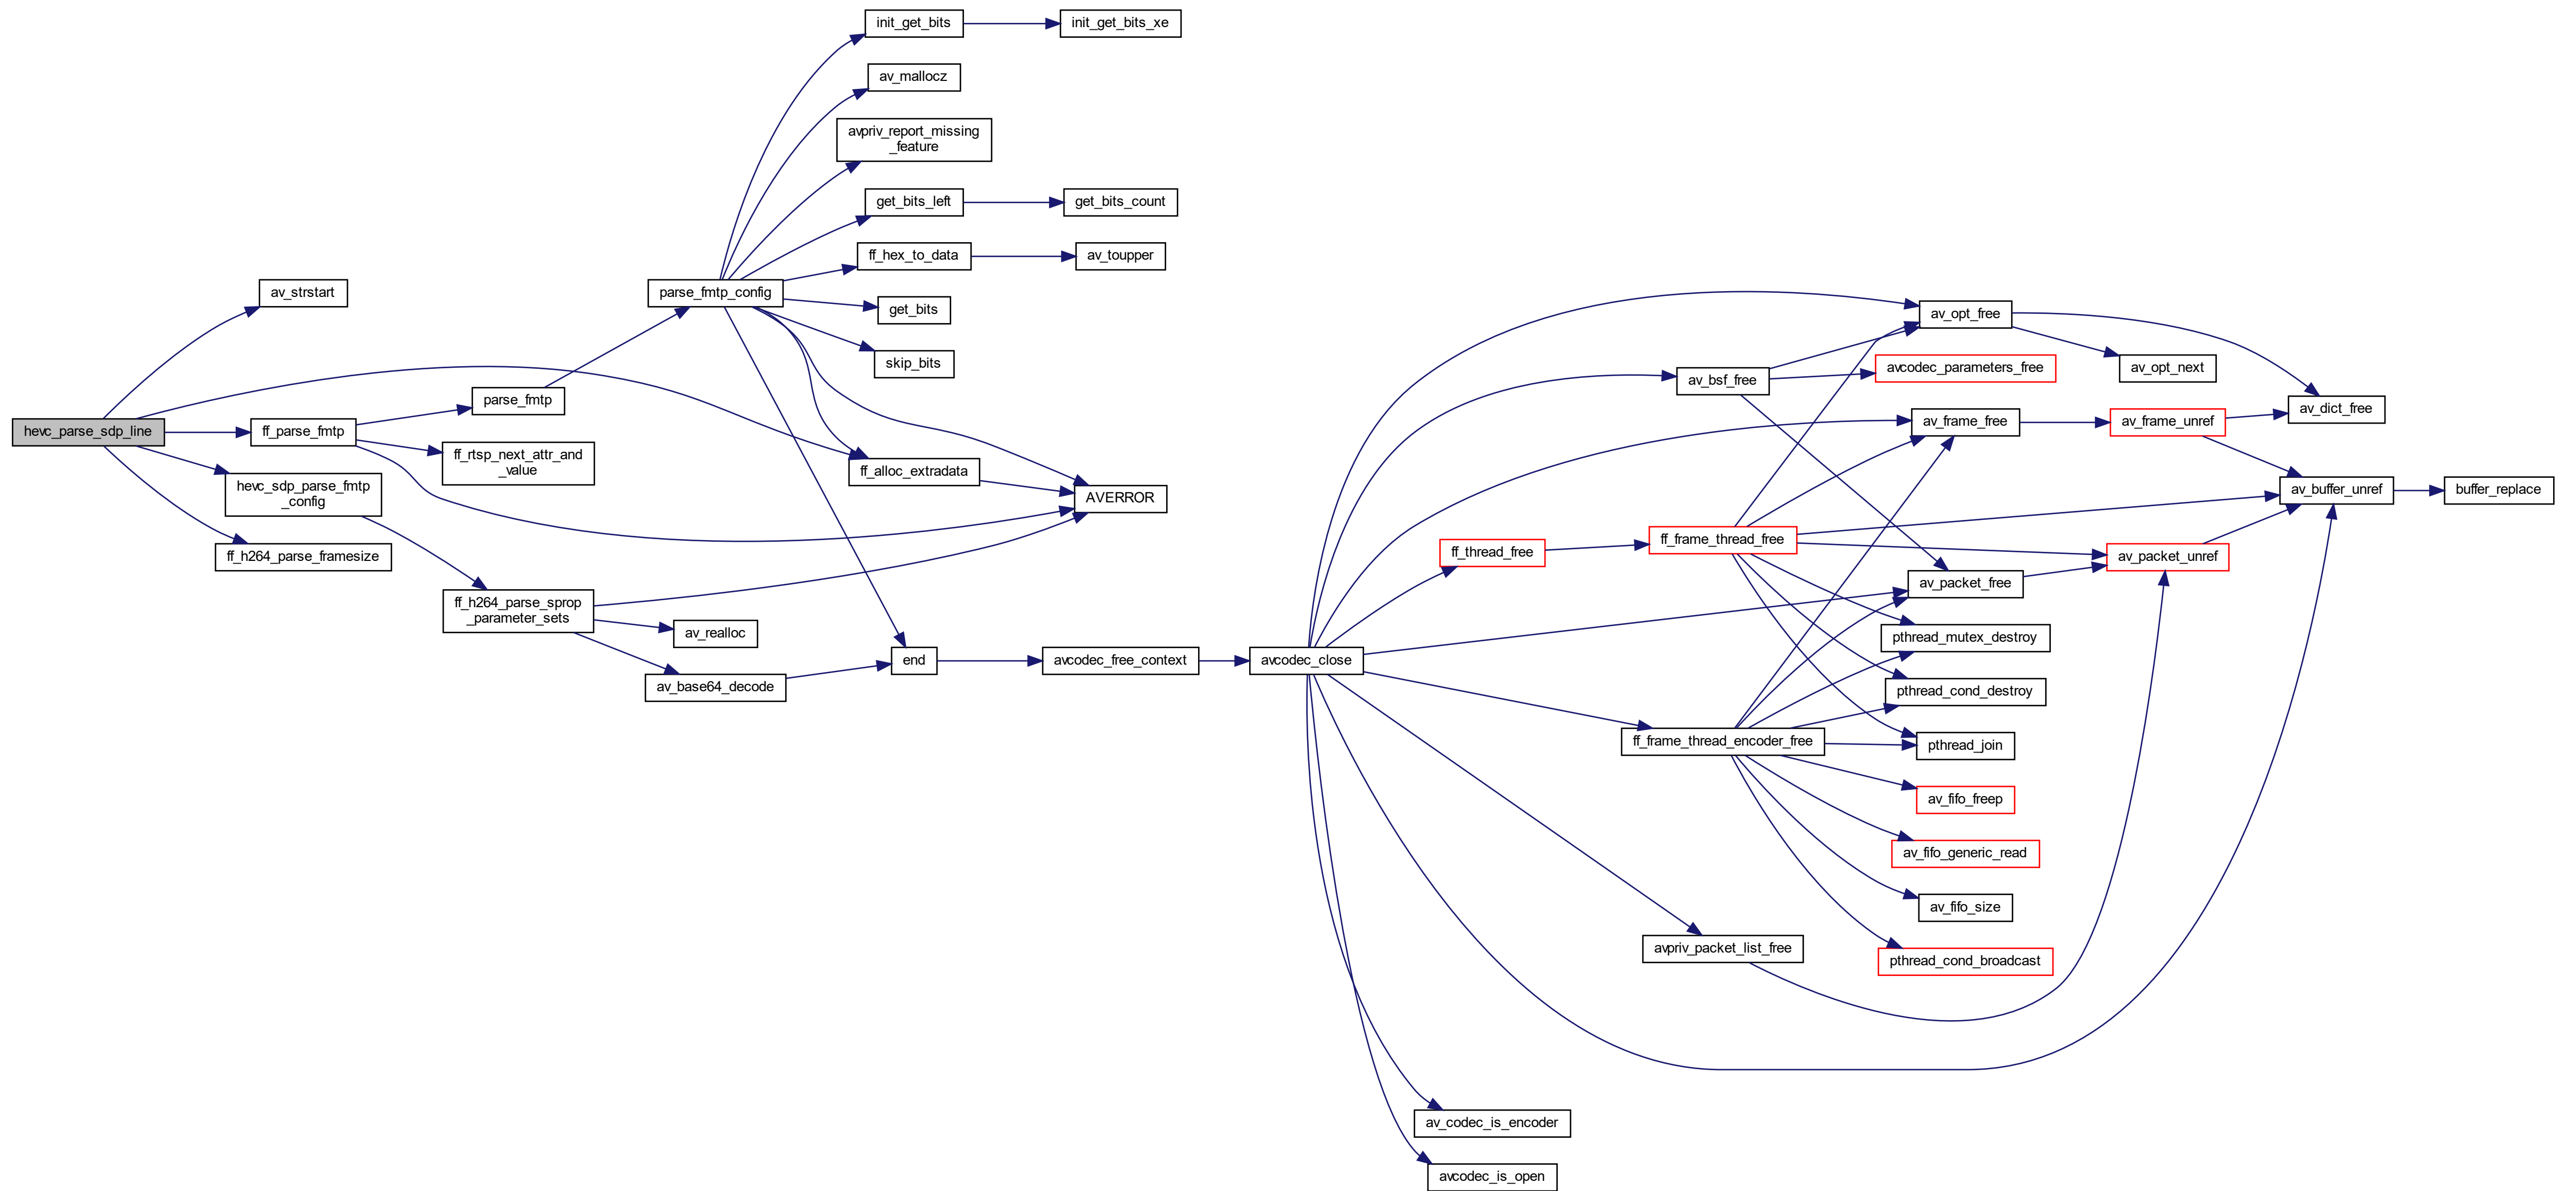 init_get_bits
init_get_bits_xe
av_mallocz
avpriv_report_missing
_feature
get_bits_left
get_bits_count
ff_hex_to_data
av_toupper
av_strstart
parse_fmtp_config
get_bits
av_opt_free
skip_bits
avcodec_parameters_free
av_opt_next
av_bsf_free
parse_fmtp
av_dict_free
hevc_parse_sdp_line
ff_parse_fmtp
av_frame_free
av_frame_unref
ff_rtsp_next_attr_and
_value
ff_alloc_extradata
hevc_sdp_parse_fmtp
_config
AVERROR
av_buffer_unref
buffer_replace
ff_h264_parse_framesize
ff_thread_free
ff_frame_thread_free
av_packet_unref
av_packet_free
ff_h264_parse_sprop
_parameter_sets
av_realloc
pthread_mutex_destroy
end
avcodec_free_context
avcodec_close
av_base64_decode
pthread_cond_destroy
ff_frame_thread_encoder_free
pthread_join
av_fifo_freep
av_fifo_generic_read
av_fifo_size
avpriv_packet_list_free
pthread_cond_broadcast
av_codec_is_encoder
avcodec_is_open